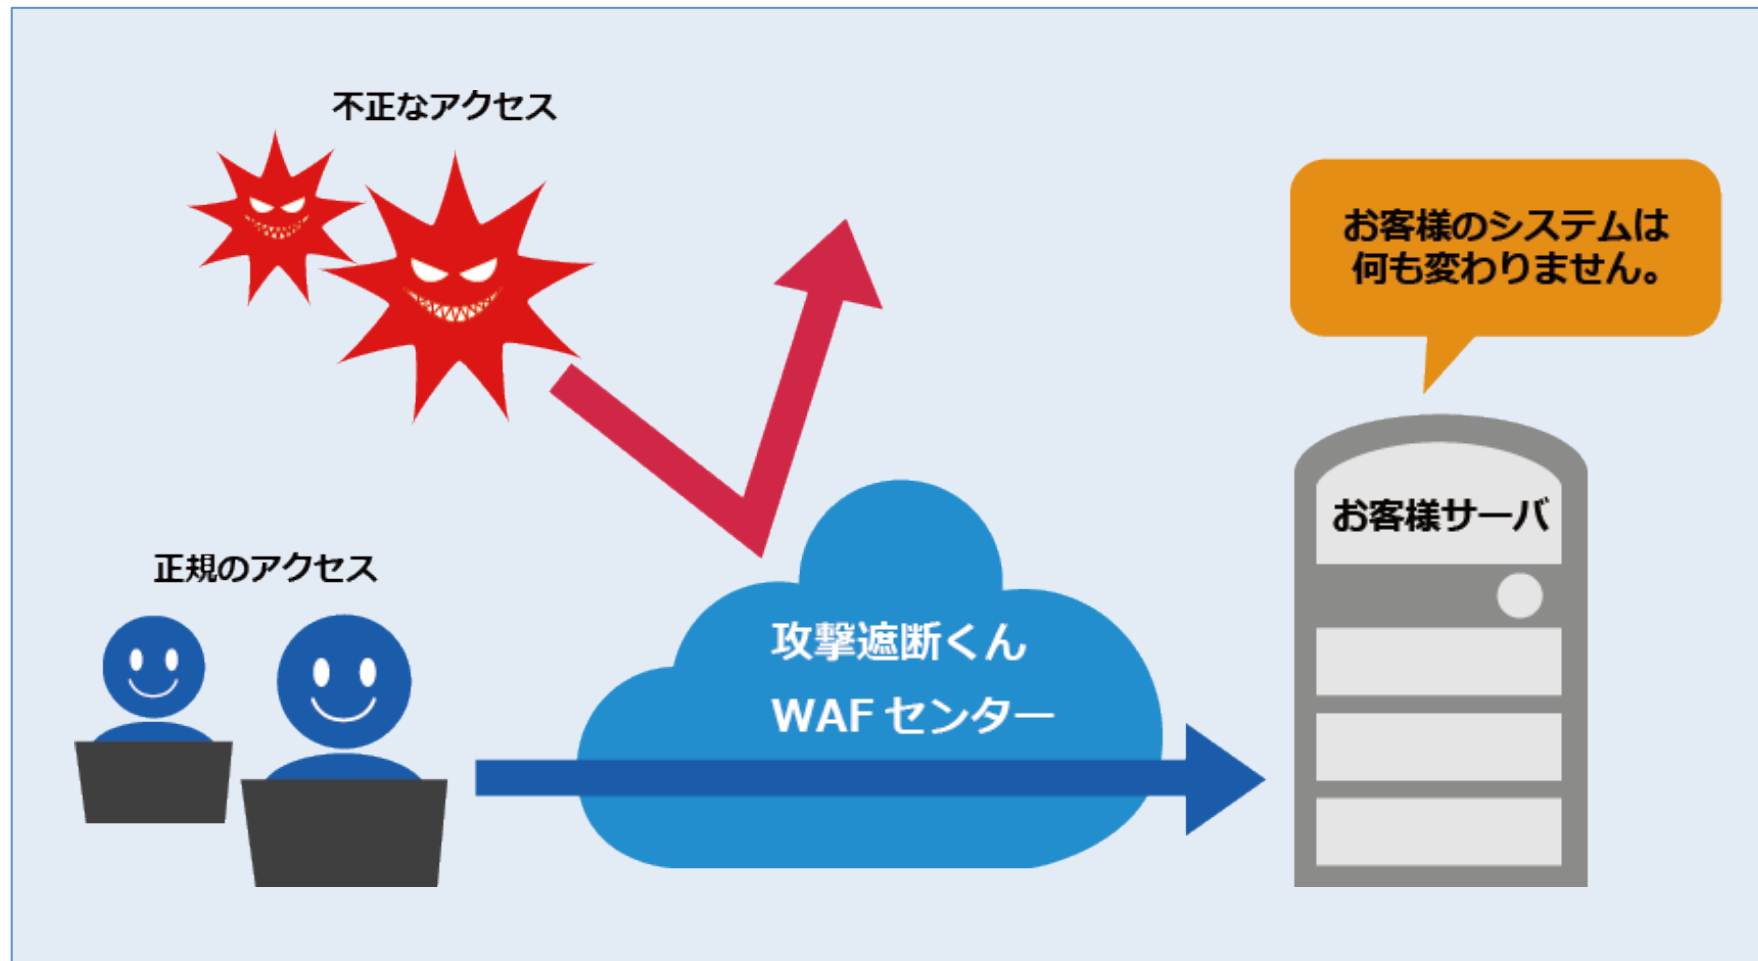 不正なアクセス
お客様のシステムは
何も変わりません。
お客様サーバ
正規のアクセス
攻撃遮断くん
WAF センター